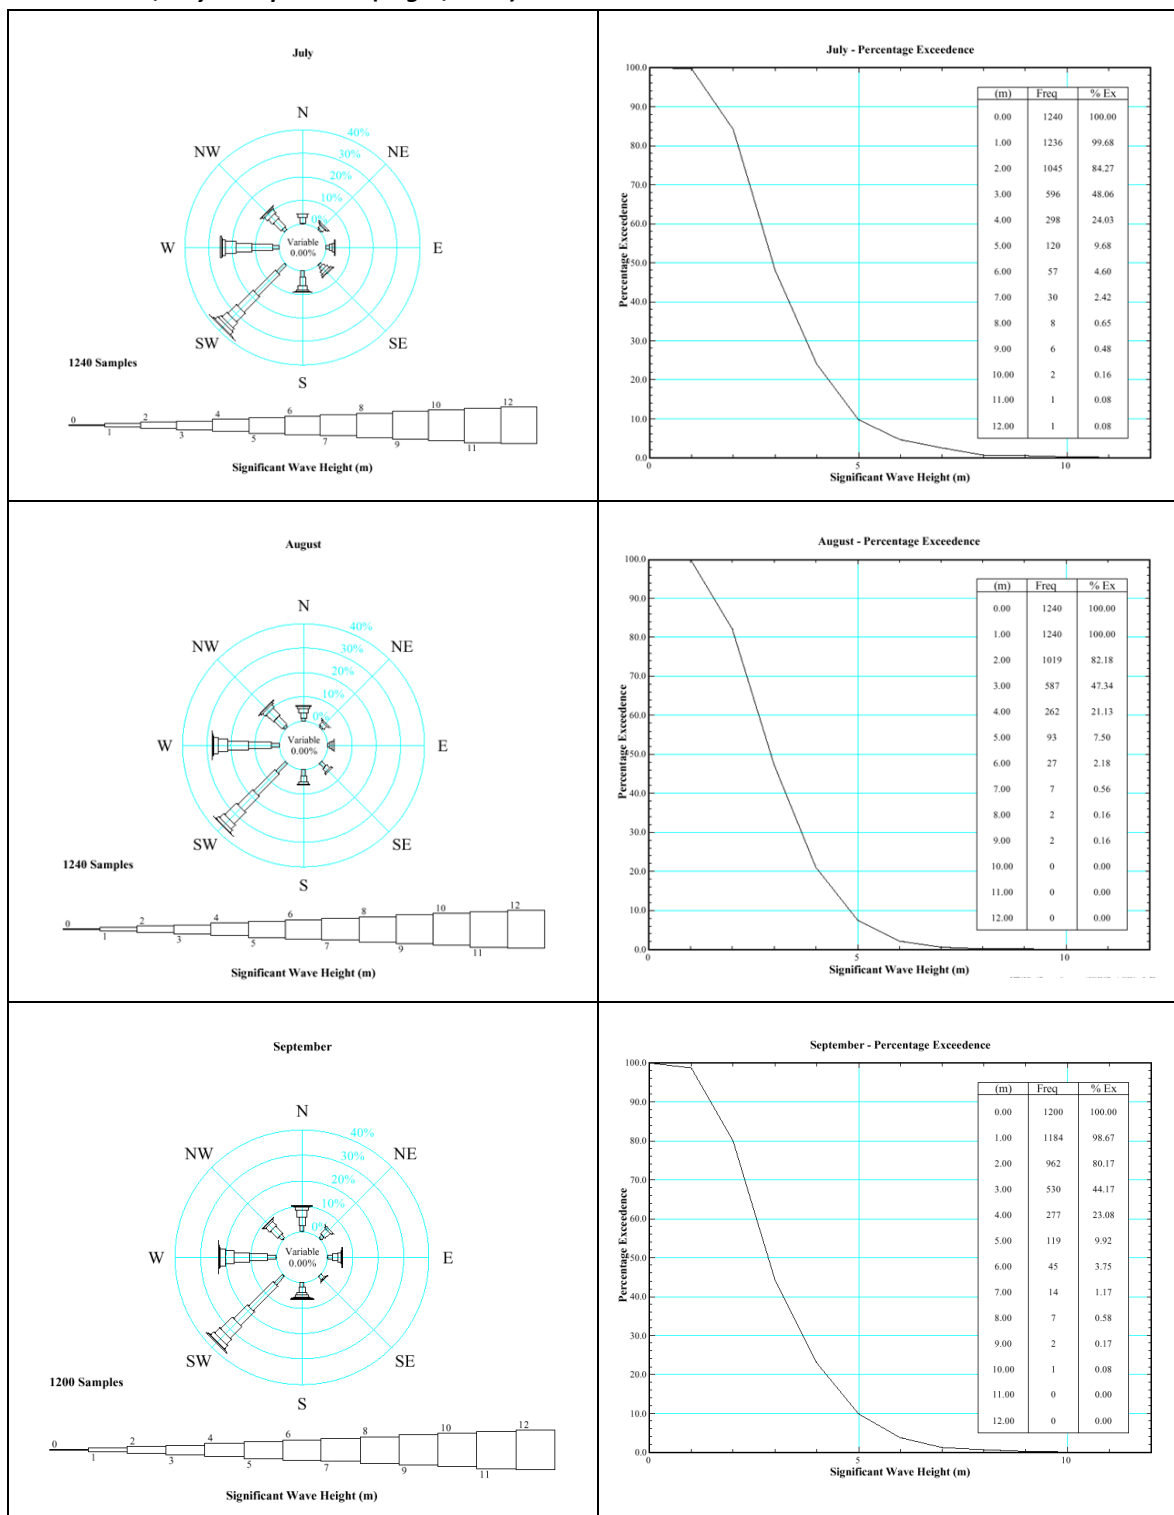 July
N
40%
NW
NE
30%
20%
10%
0%
W
Variable
0.00%
E
SW
SE
S
1240 Samples
0 2 4 6 8 10 12
1 3 5 7 9 11
Significant Wave Height (m)
July - Percentage Exceedence
100.0
90.0
80.0
70.0
60.0
50.0
40.0
30.0
20.0
10.0
0.0
Percentage Exceedence
(m) Freq % Ex
0.00 1240 100.00
1.00 1236 99.68
2.00 1045 84.27
3.00 596 48.06
4.00 298 24.03
5.00 120 9.68
6.00 57 4.60
7.00 30 2.42
8.00 8 0.65
9.00 6 0.48
10.00 2 0.16
11.00 1 0.08
12.00 1 0.08
0 5 10
Significant Wave Height (m)
August
N
40%
NW
NE
30%
20%
10%
0%
W
Variable
0.00%
E
SW
SE
S
1240 Samples
0 2 4 6 8 10 12
1 3 5 7 9 11
Significant Wave Height (m)
August - Percentage Exceedence
100.0
90.0
80.0
70.0
60.0
50.0
40.0
30.0
20.0
10.0
0.0
Percentage Exceedence
(m) Freq % Ex
0.00 1240 100.00
1.00 1240 100.00
2.00 1019 82.18
3.00 587 47.34
4.00 262 21.13
5.00 93 7.50
6.00 27 2.18
7.00 7 0.56
8.00 2 0.16
9.00 2 0.16
10.00 0 0.00
11.00 0 0.00
12.00 0 0.00
0 5 10
Significant Wave Height (m)
September
N
40%
NW
NE
30%
20%
10%
0%
W
Variable
0.00%
E
SW
SE
S
1200 Samples
0 2 4 6 8 10 12
1 3 5 7 9 11
Significant Wave Height (m)
September - Percentage Exceedence
100.0
90.0
80.0
70.0
60.0
50.0
40.0
30.0
20.0
10.0
0.0
Percentage Exceedence
(m) Freq % Ex
0.00 1200 100.00
1.00 1184 98.67
2.00 962 80.17
3.00 530 44.17
4.00 277 23.08
5.00 119 9.92
6.00 45 3.75
7.00 14 1.17
8.00 7 0.58
9.00 2 0.17
10.00 1 0.08
11.00 0 0.00
12.00 0 0.00
0 5 10
Significant Wave Height (m)